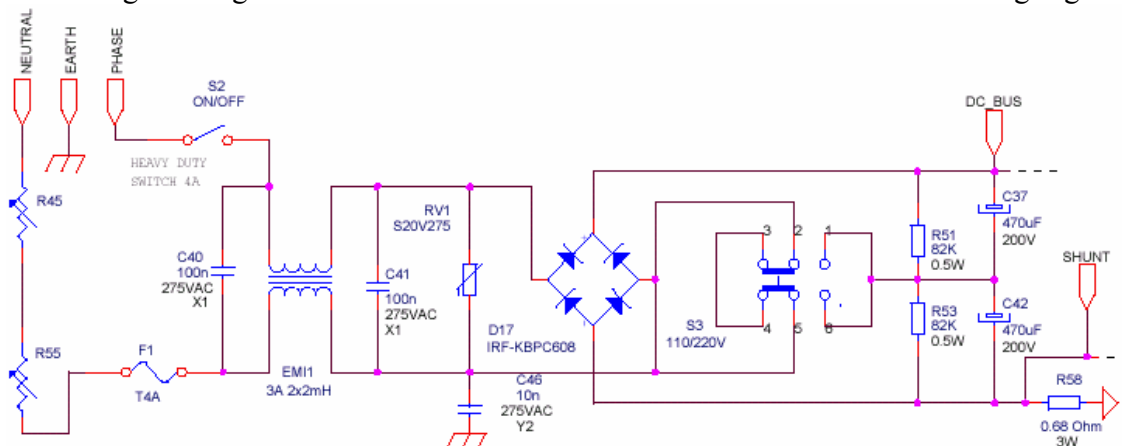 NEUTRAL
EARTH
PHASE
S2
ON/OFF
HEAVY DUTY
SWITCH 4A
R45
R55
F1
T4A
C40
100n
275VAC
X1
EMI1
3A 2x2mH
C41
100n
275VAC
X1
RV1
S20V275
D17
IRF-KBPC608
C46
10n
275VAC
Y2
3 2 1
4 5 6
S3
110/220V
R51
82K
0.5W
R53
82K
0.5W
DC_BUS
C37
470uF
200V
C42
470uF
200V
SHUNT
R58
0.68 Ohm
3W